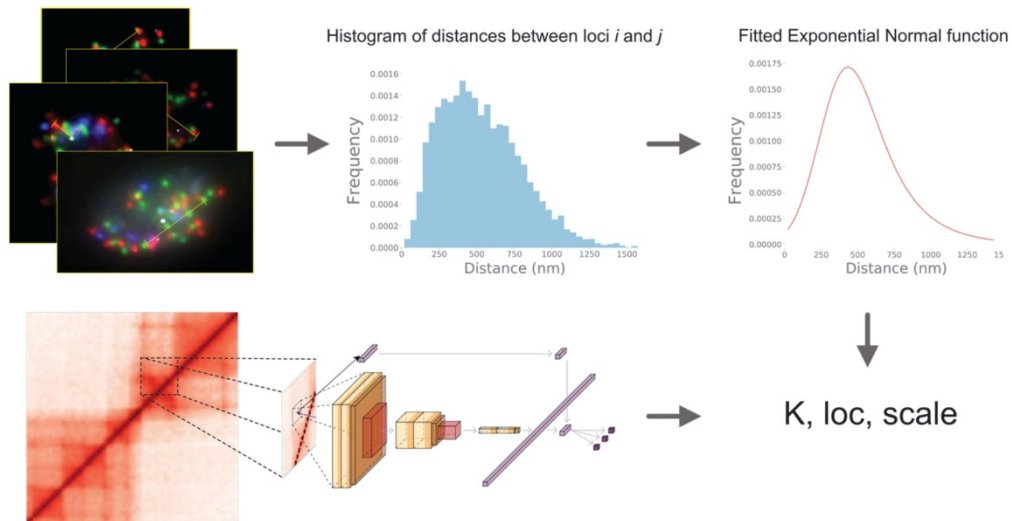 Histogram of distances between loci i and j
Frequency
0.0016
0.0014
0.0012
0.0010
0.0008
0.0006
0.0004
0.0002
0.0000
250 500 750 1000 1250 1500
Distance (nm)
Fitted Exponential Normal function
Frequency
0.00175
0.00150
0.00125
0.00100
0.00075
0.00050
0.00025
0.00000
0 250 500 750 1000 1250 15
Distance (nm)
K, loc, scale